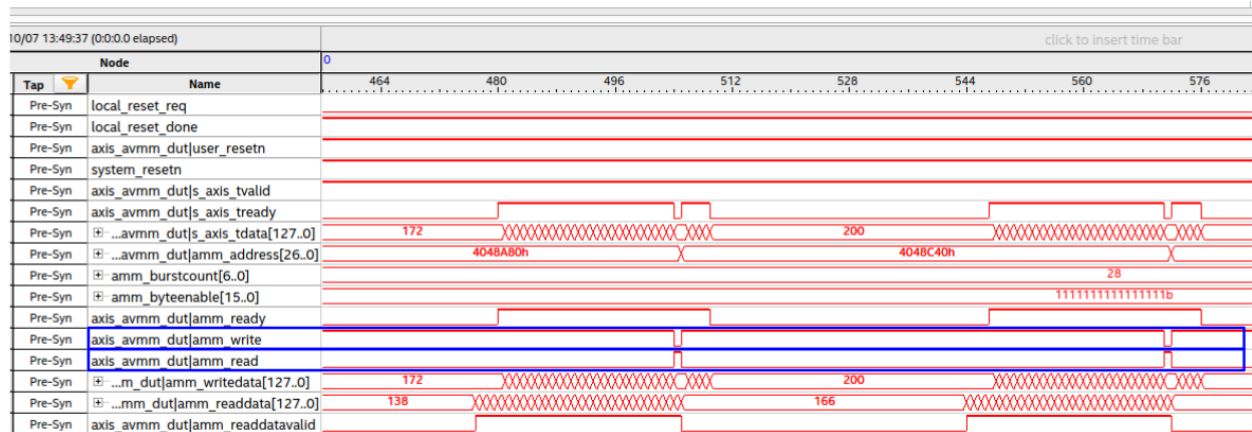 10/07 13:49:37 (0:0:0.0 elapsed) click to insert time bar
Node 0
Tap Name 464 480 496 512 528 544 560 576
Pre-Syn local_reset_req
Pre-Syn local_reset_done
Pre-Syn axis_avmm_dut|user_resetn
Pre-Syn system_resetn
Pre-Syn axis_avmm_dut|s_axis_tvalid
Pre-Syn axis_avmm_dut|s_axis_tready
Pre-Syn ...avmm_dut|s_axis_tdata[127..0] 172 200
Pre-Syn ...avmm_dut|amm_address[26..0] 4048A80h 4048C40h
Pre-Syn amm_burstcount[6..0] 28
Pre-Syn amm_byteenable[15..0] 1111111111111111b
Pre-Syn axis_avmm_dut|amm_ready
Pre-Syn axis_avmm_dut|amm_write
Pre-Syn axis_avmm_dut|amm_read
Pre-Syn ...m_dut|amm_writedata[127..0] 172 200
Pre-Syn ...mm_dut|amm_readdata[127..0] 138 166
Pre-Syn axis_avmm_dut|amm_readdatavalid